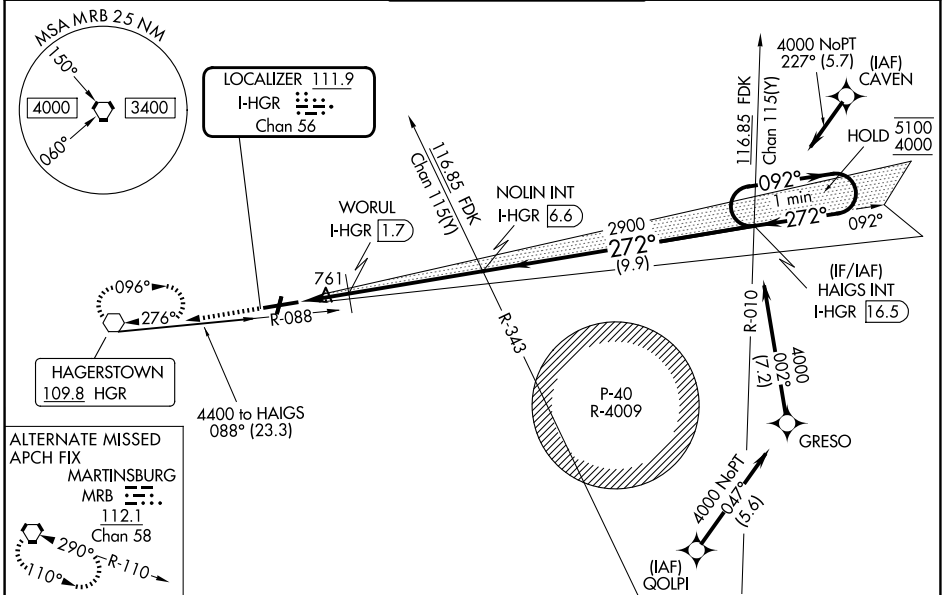 MSA MRB 25 NM
150°
4000
3400
060°
LOCALIZER 111.9
I-HGR
Chan 56
116.85 FDK
Chan 115(Y)
116.85 FDK
Chan 115(Y)
4000 NoPT
227° (5.7)
(IAF)
CAVEN
HOLD
5100
4000
092°
1 min
272°
092°
WORUL
I-HGR 1.7
NOLIN INT
I-HGR 6.6
2900
272°
(9.9)
(IF/IAF)
HAIGS INT
I-HGR 16.5
761
096°
276°
R-088
HAGERSTOWN
109.8 HGR
4400 to HAIGS
088° (23.3)
R-343
R-010
P-40
R-4009
4000
002°
(7.2)
GRESO
4000 NoPT
047°
(5.6)
(IAF)
QOLPI
ALTERNATE MISSED
APCH FIX
MARTINSBURG
MRB
112.1
Chan 58
290°
R-110
110°